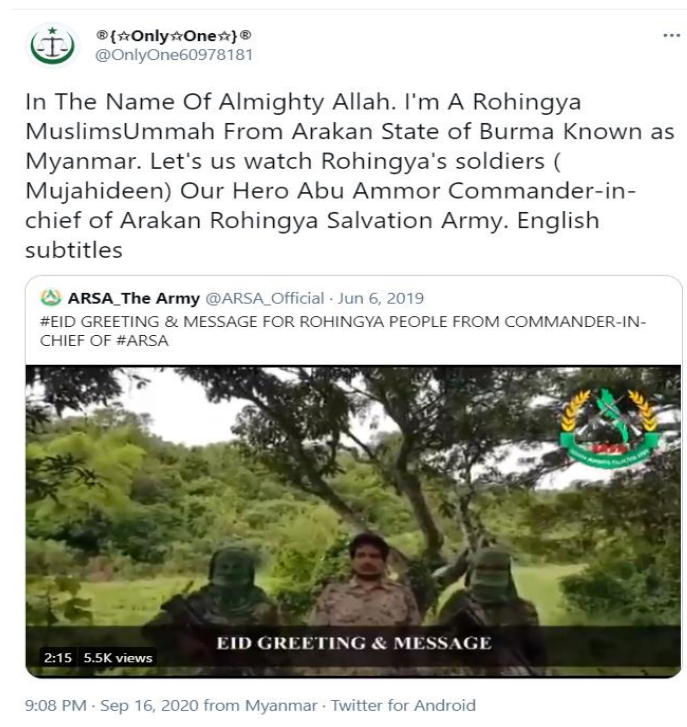 ®{☆Only☆One☆}®
@OnlyOne60978181
In The Name Of Almighty Allah. I'm A Rohingya
MuslimsUmmah From Arakan State of Burma Known as
Myanmar. Let's us watch Rohingya's soldiers (
Mujahideen) Our Hero Abu Ammor Commander-in-
chief of Arakan Rohingya Salvation Army. English
subtitles
ARSA_The Army @ARSA_Official · Jun 6, 2019
#EID GREETING & MESSAGE FOR ROHINGYA PEOPLE FROM COMMANDER-IN-
CHIEF OF #ARSA
EID GREETING & MESSAGE
2:15 5.5K views
9:08 PM · Sep 16, 2020 from Myanmar · Twitter for Android